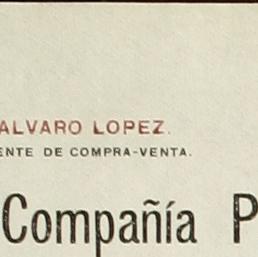 ALVARO LOPEZ.
ENTE DE COMPRA-VENTA.
Compañía P